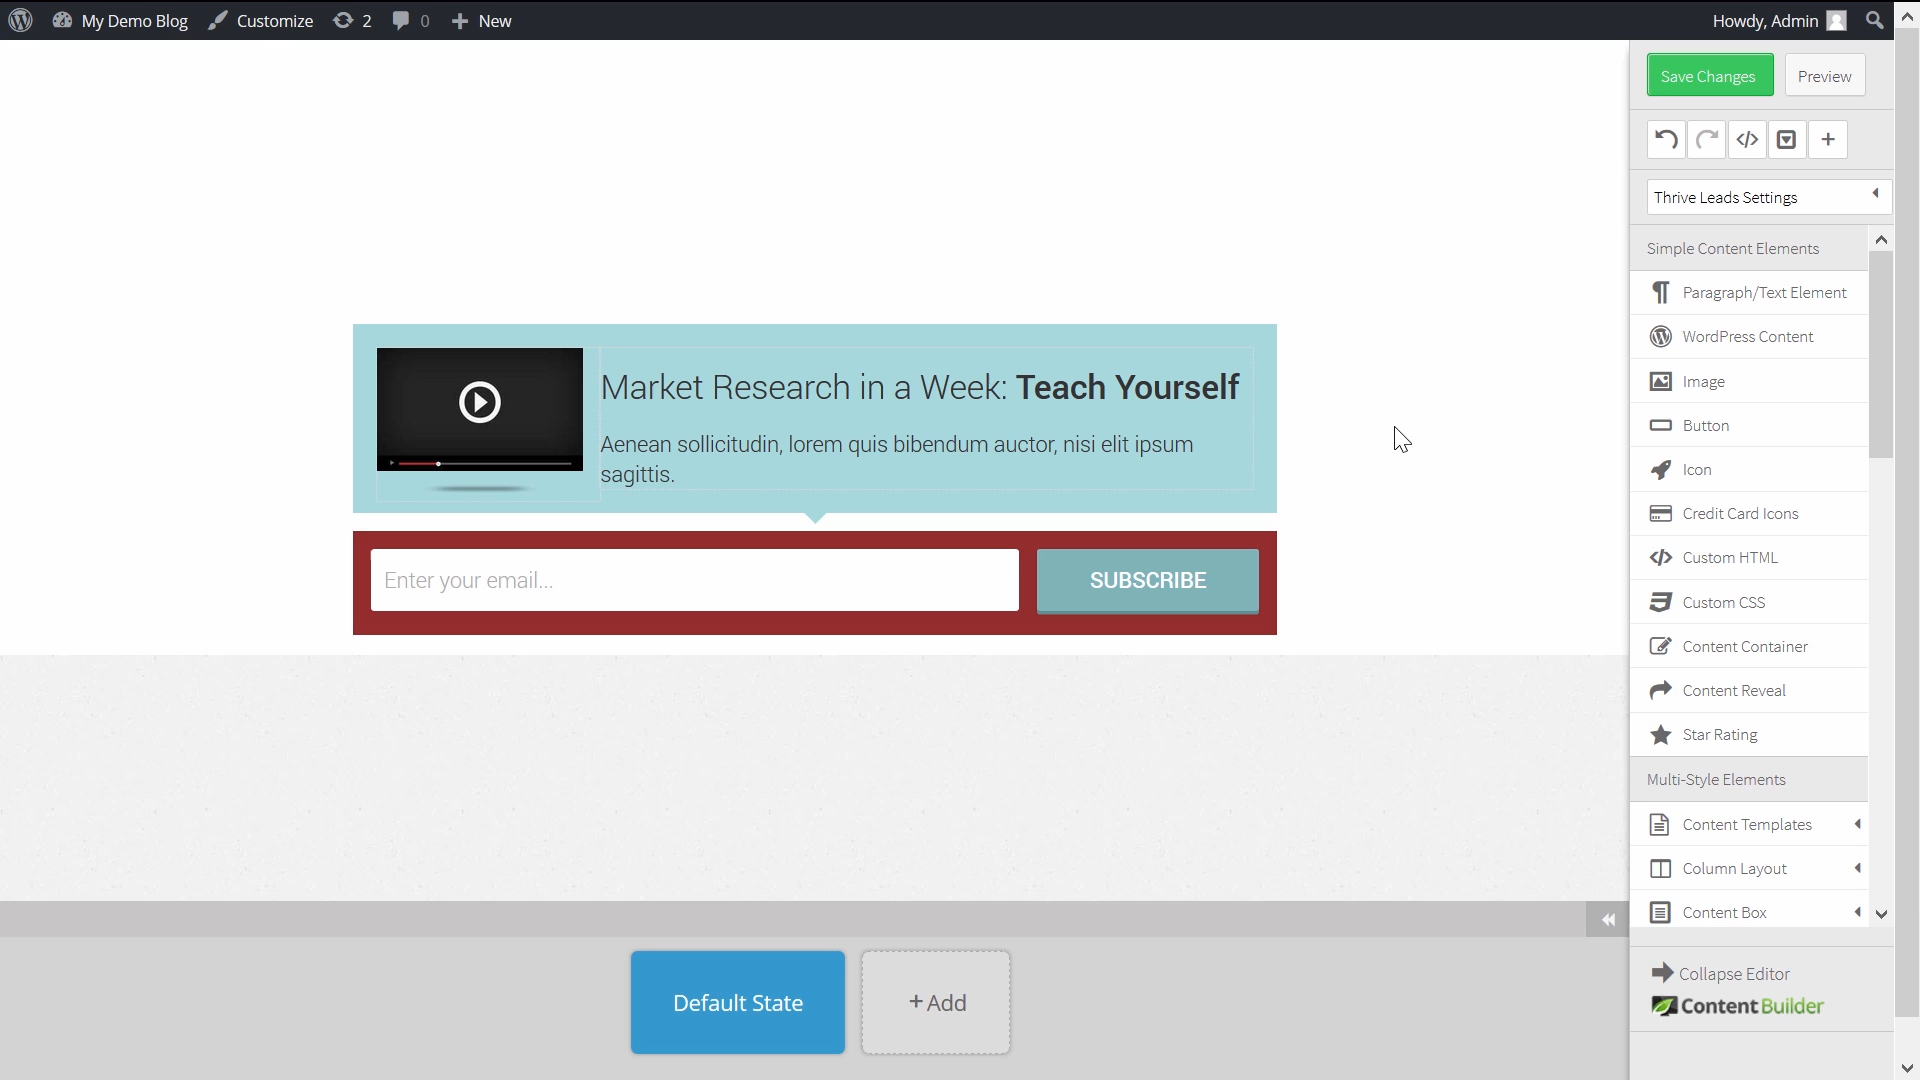 My Demo Blog Customize 2 0 + New Howdy, Admin
Save Changes Preview
Thrive Leads Settings
Simple Content Elements
Paragraph/Text Element
WordPress Content
Image
Button
Icon
Credit Card Icons
Custom HTML
Custom CSS
Content Container
Content Reveal
Star Rating
Multi-Style Elements
Content Templates
Column Layout
Content Box
Collapse Editor
Content Builder
Market Research in a Week: Teach Yourself
Aenean sollicitudin, lorem quis bibendum auctor, nisi elit ipsum
sagittis.
Enter your email... SUBSCRIBE
Default State +Add